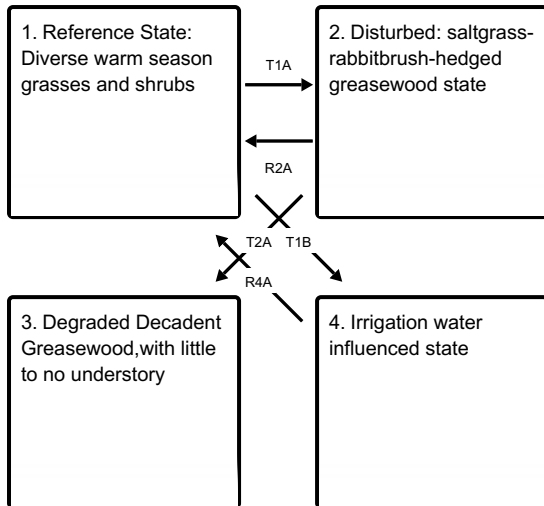 1. Reference State:
Diverse warm season
grasses and shrubs
T1A
R2A
2. Disturbed: saltgrass-
rabbitbrush-hedged
greasewood state
T2A
T1B
R4A
3. Degraded Decadent
Greasewood,with little
to no understory
4. Irrigation water
influenced state